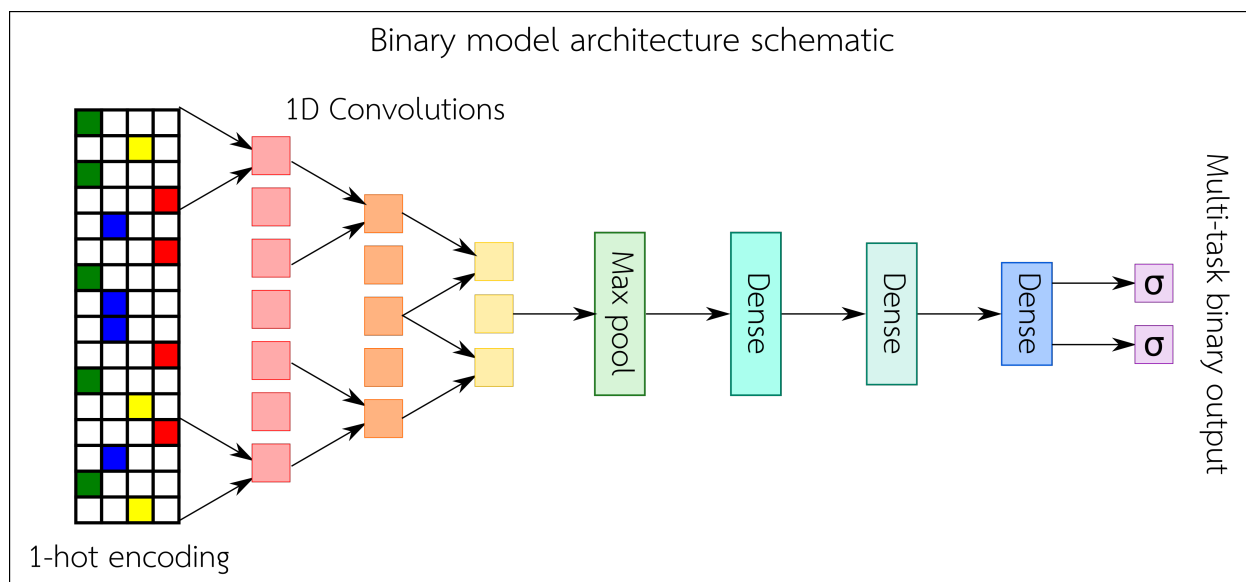 Binary model architecture schematic
1D Convolutions
1-hot encoding
Max pool
Dense
Dense
Dense
σ
σ
Multi-task binary output